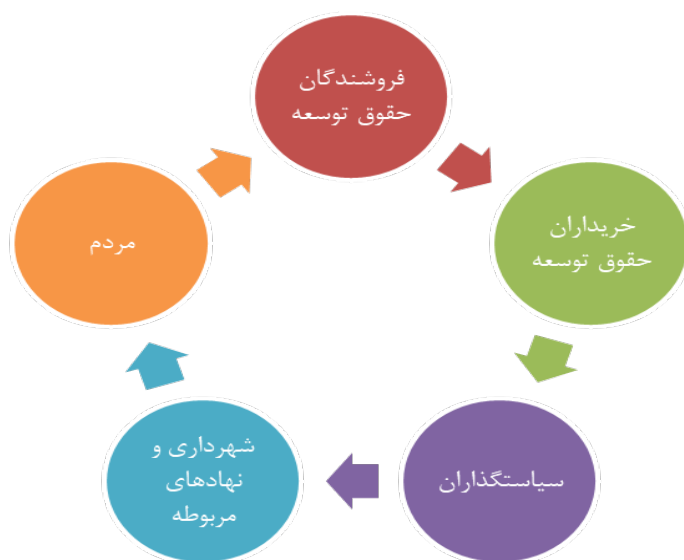 فروشندگان
حقوق توسعه
خریداران
حقوق توسعه
سیاستگذاران
شهرداری و
نهادهای
مربوطه
مردم